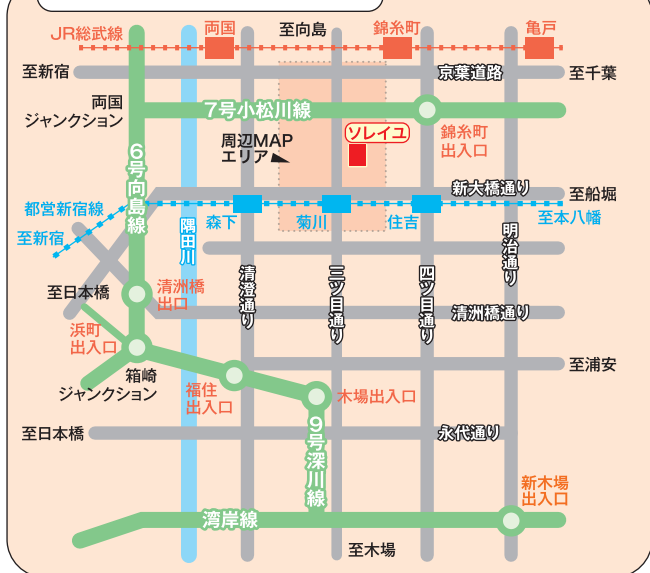 JR総武線
両国
至向島
錦糸町
亀戸
至新宿
京葉道路
至千葉
両国
ジャンクション
7号小松川線
錦糸町
出入口
ソレイユ
周辺MAP
エリア
6号向島線
新大橋通り
至船堀
都営新宿線
至新宿
隅田川
森下
菊川
住吉
至本八幡
明治通り
清澄通り
三ツ目通り
四ツ目通り
至日本橋
清洲橋
出口
清洲橋通り
浜町
出入口
箱崎
ジャンクション
福住
出入口
木場出入口
至浦安
至日本橋
9号深川線
永代通り
新木場
出入口
湾岸線
至木場